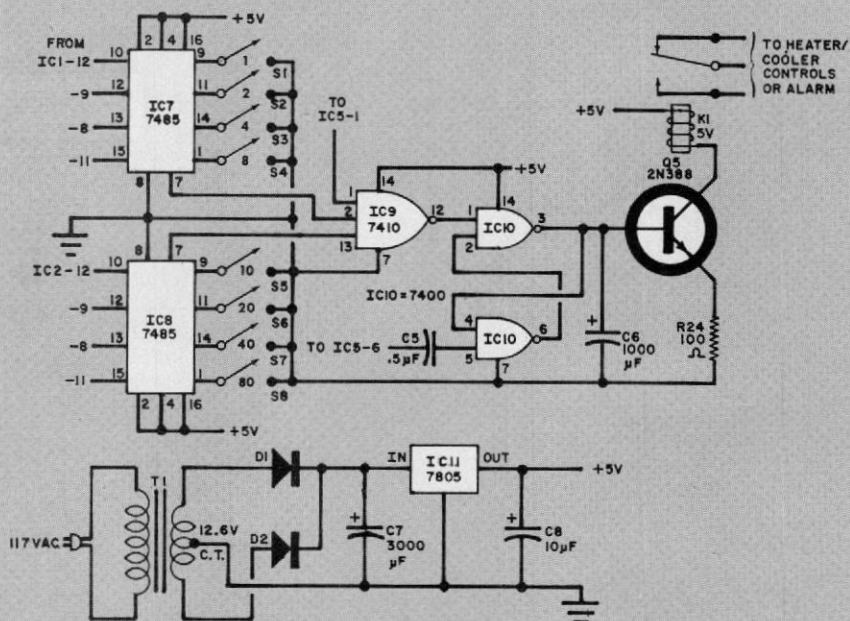 +5V
FROM
IC1-12
2 4 16
10 9 1 S1
-9 12 11 2 S2
IC7
7485
-8 13 14 4 S3
-11 15 1 8 S4
8 7
TO
IC5-1
+5V
1
2
13
14
IC9
7410
12
7
1
2
14
IC10
3
IC10=7400
4
5
IC10
6
7
TO IC5-6
C5
.5µF
C6
1000
µF
+
TO HEATER/
COOLER
CONTROLS
OR ALARM
+5V
K1
5V
Q5
2N388
R24
100
Ω
8 7
IC2-12 10 9 10 S5
-9 12 11 20 S6
IC8
7485
-8 13 14 40 S7
-11 15 1 80 S8
2 4 16
+5V
117VAC
T1
12.6V
C.T.
D1
D2
+
C7
3000
µF
IN
IC11
7805
OUT
+
C8
10µF
+5V